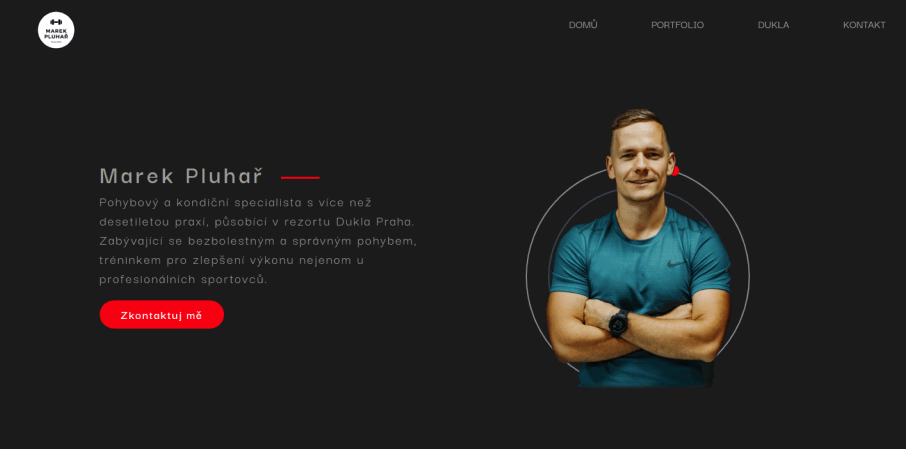 MAREK
PLUHAŘ
DOMŮ
PORTFOLIO
DUKLA
KONTAKT
Marek Pluhař
Pohybový a kondiční specialista s více než
desetiletou praxí, působící v rezortu Dukla Praha.
Zabývající se bezbolestným a správným pohybem,
tréninkem pro zlepšení výkonu nejenom u
profesionálních sportovců.
Zkontaktuj mě